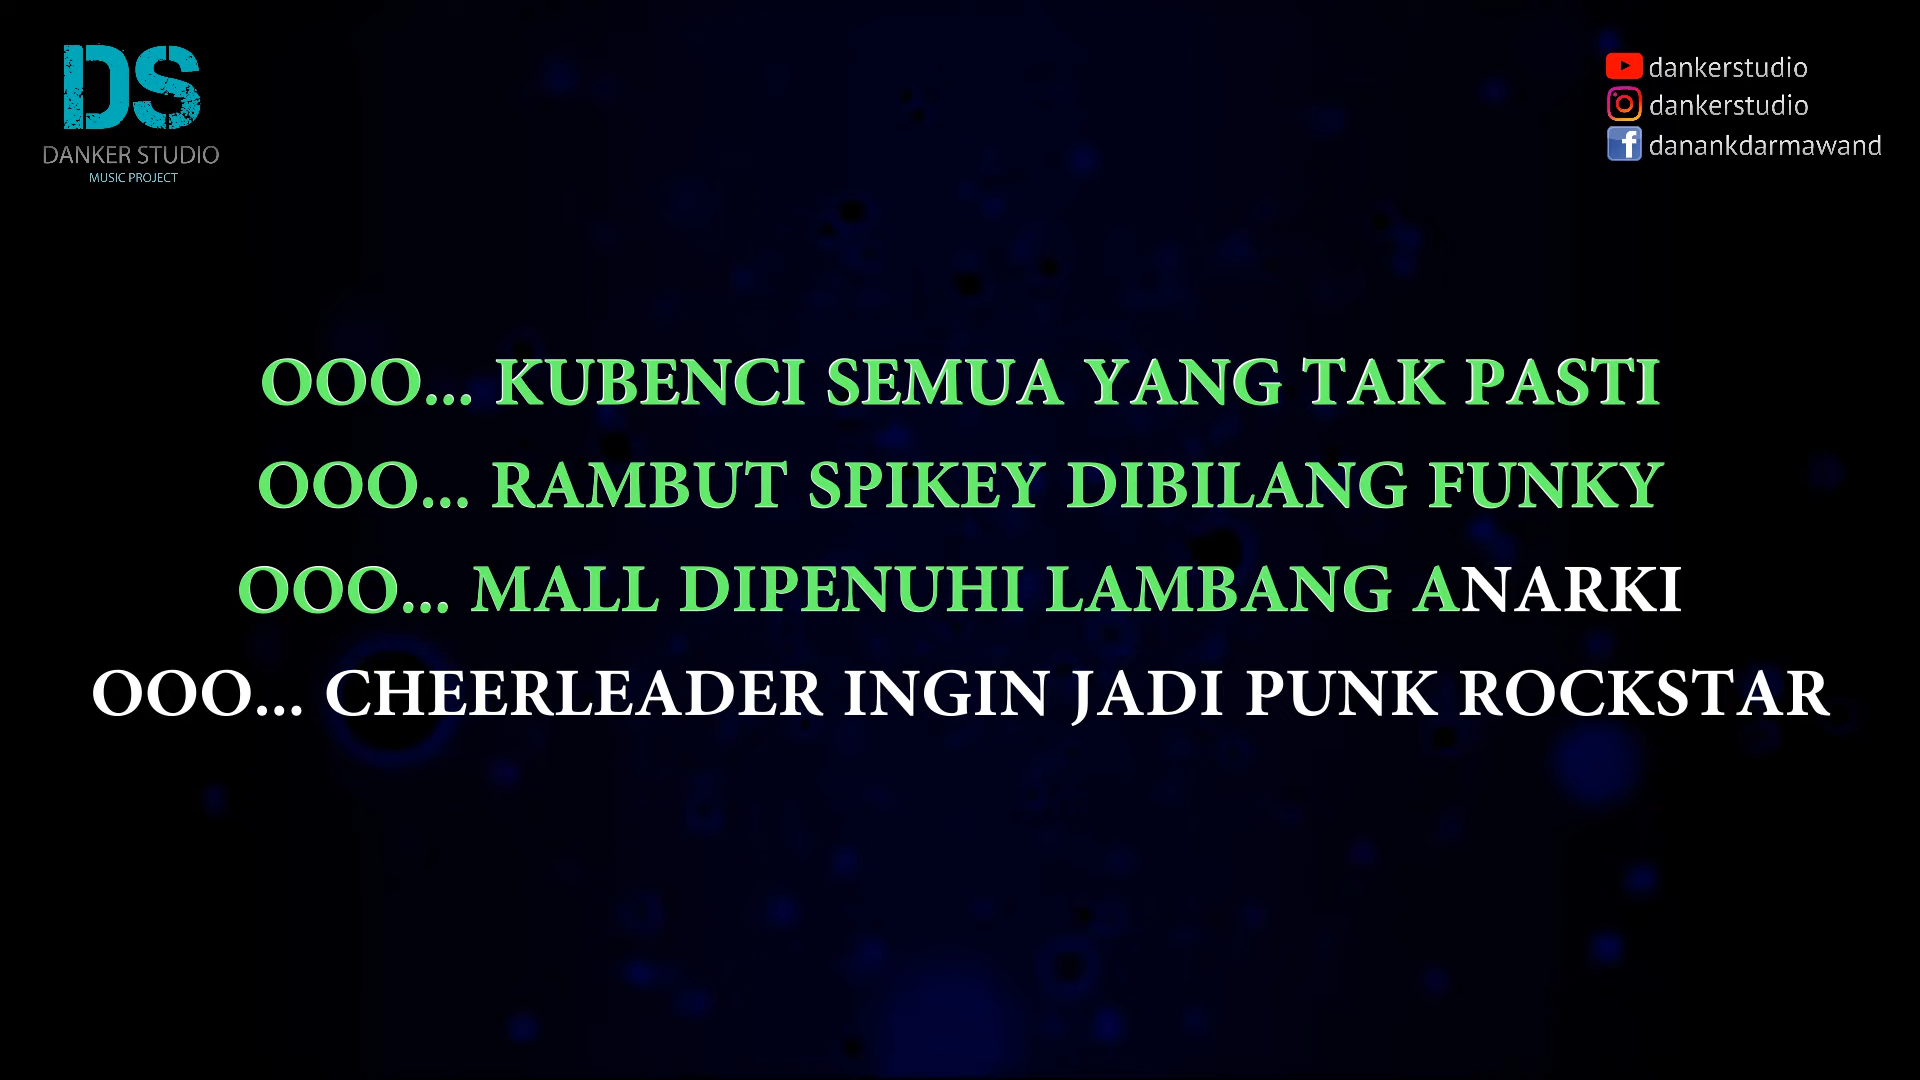 DS
DANKER STUDIO
MUSIC PROJECT
dankerstudio
dankerstudio
danankdarmawand
OOO... KUBENCI SEMUA YANG TAK PASTI
OOO... RAMBUT SPIKEY DIBILANG FUNKY
OOO... MALL DIPENUHI LAMBANG ANARKI
OOO... CHEERLEADER INGIN JADI PUNK ROCKSTAR